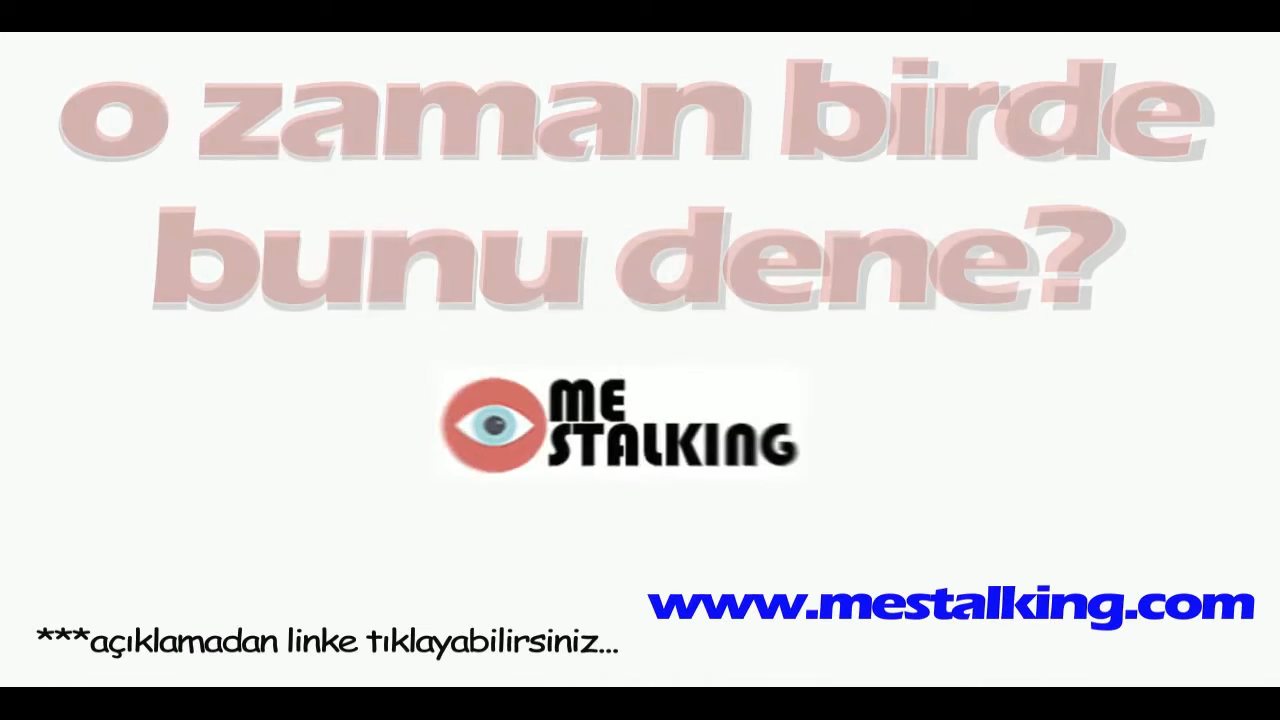 o zaman birde
bunu dene?
ME
STALKING
www.mestalking.com
***açıklamadan linke tıklayabilirsiniz...